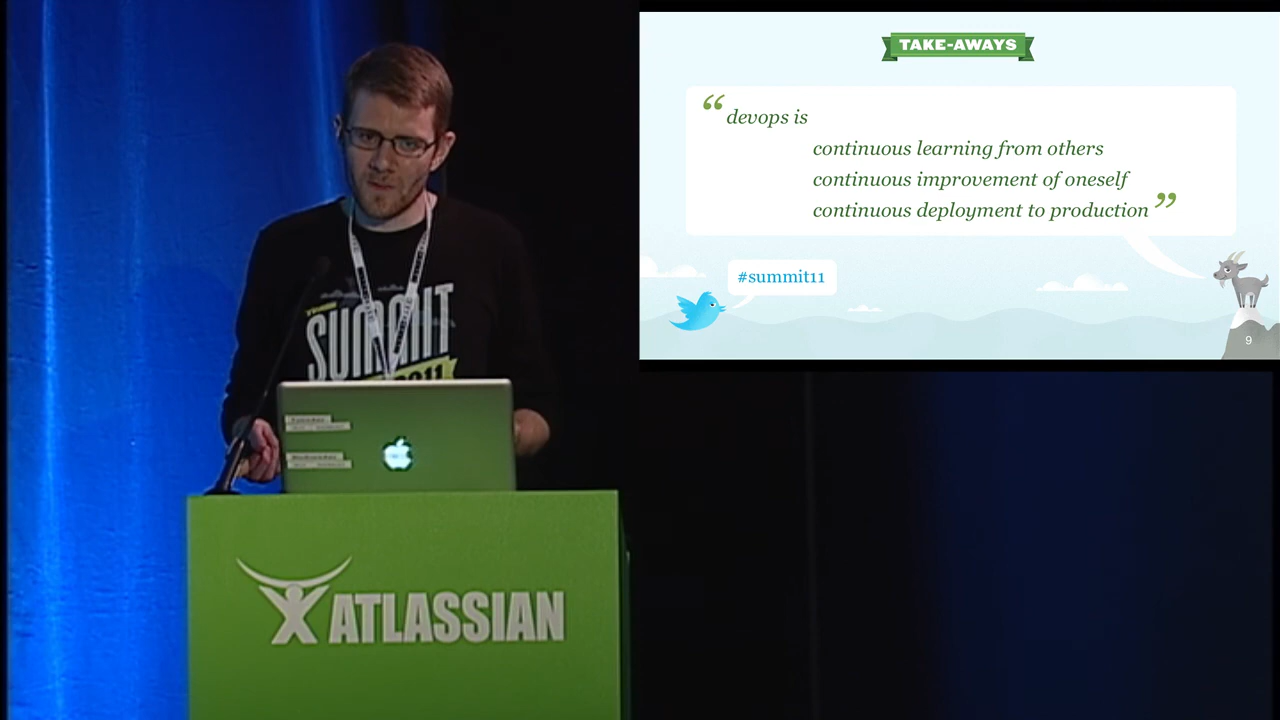 SUMMIT
2011
ATLASSIAN
TAKE-AWAYS
“ devops is
continuous learning from others
continuous improvement of oneself
continuous deployment to production ”
#summit11
9